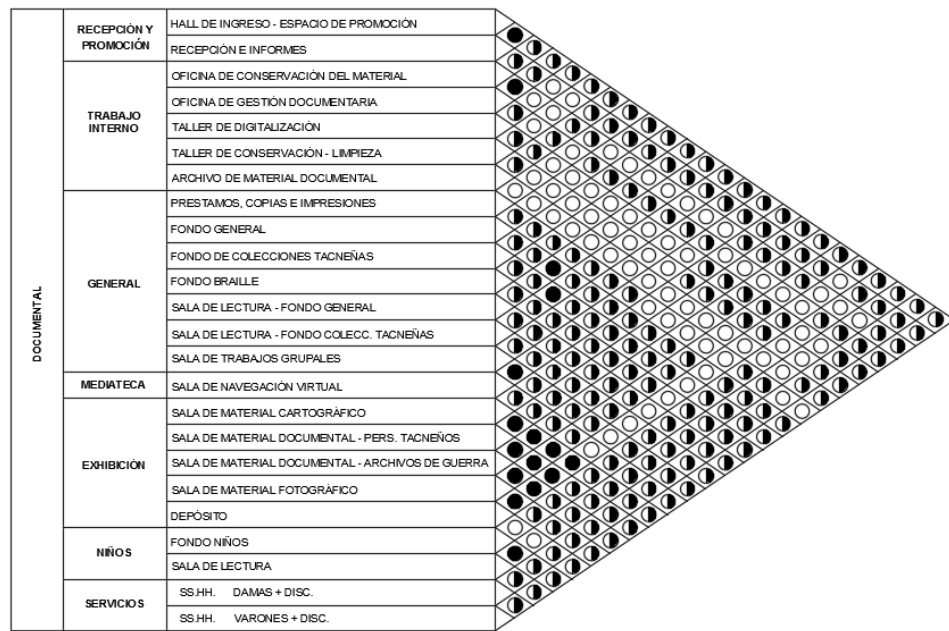 DOCUMENTAL
RECEPCIÓN Y
PROMOCIÓN
HALL DE INGRESO - ESPACIO DE PROMOCIÓN
RECEPCIÓN E INFORMES
TRABAJO
INTERNO
OFICINA DE CONSERVACIÓN DEL MATERIAL
OFICINA DE GESTIÓN DOCUMENTARIA
TALLER DE DIGITALIZACIÓN
TALLER DE CONSERVACIÓN - LIMPIEZA
ARCHIVO DE MATERIAL DOCUMENTAL
GENERAL
PRESTAMOS, COPIAS E IMPRESIONES
FONDO GENERAL
FONDO DE COLECCIONES TACNEÑAS
FONDO BRAILLE
SALA DE LECTURA - FONDO GENERAL
SALA DE LECTURA - FONDO COLECC. TACNEÑAS
SALA DE TRABAJOS GRUPALES
MEDIATECA
SALA DE NAVEGACIÓN VIRTUAL
EXHIBICIÓN
SALA DE MATERIAL CARTOGRÁFICO
SALA DE MATERIAL DOCUMENTAL - PERS. TACNEÑOS
SALA DE MATERIAL DOCUMENTAL - ARCHIVOS DE GUERRA
SALA DE MATERIAL FOTOGRÁFICO
DEPÓSITO
NIÑOS
FONDO NIÑOS
SALA DE LECTURA
SERVICIOS
SS.HH. DAMAS + DISC.
SS.HH. VARONES + DISC.